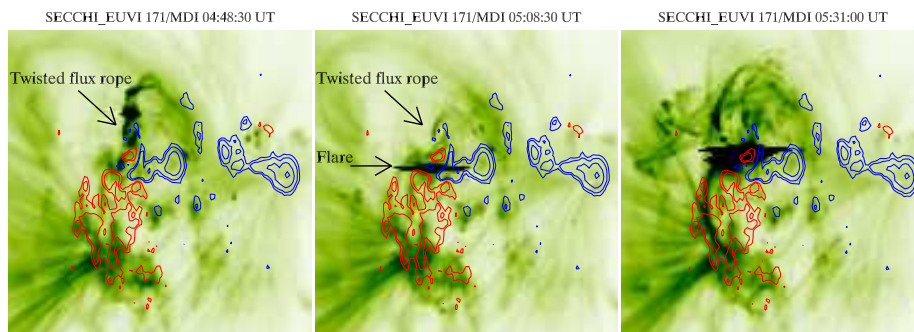 SECCHI_EUVI 171/MDI 04:48:30 UT
SECCHI_EUVI 171/MDI 05:08:30 UT
SECCHI_EUVI 171/MDI 05:31:00 UT
Twisted flux rope
Twisted flux rope
Flare